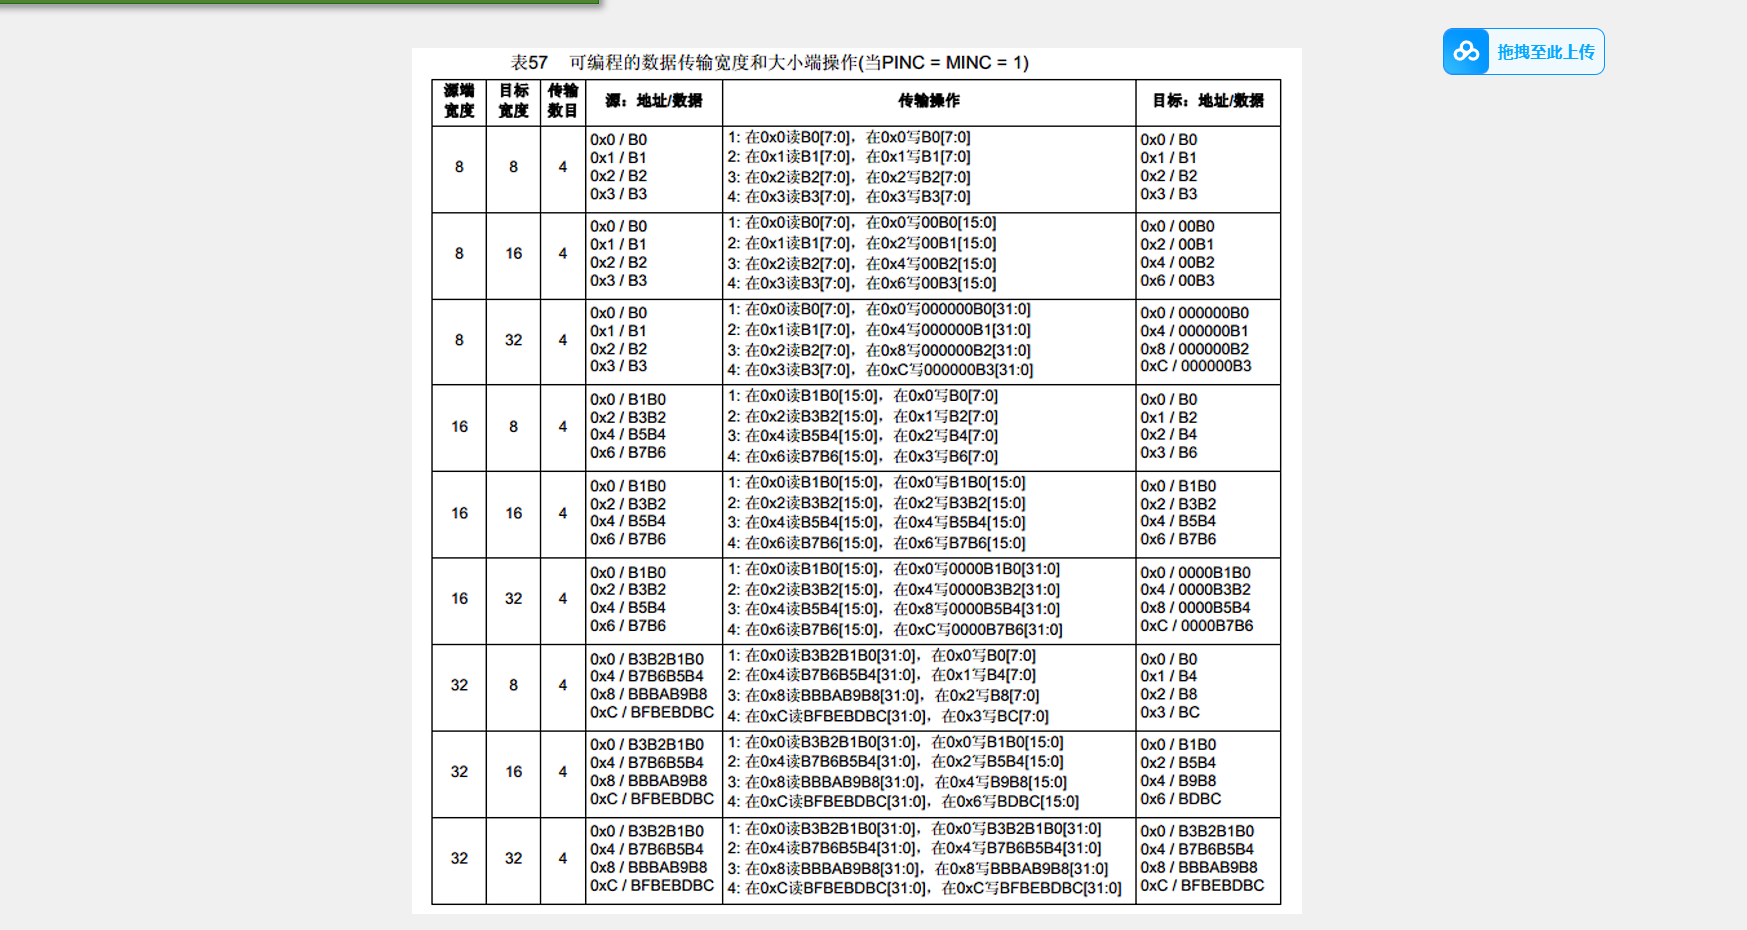 拖拽至此上传
表57 可编程的数据传输宽度和大小端操作(当PINC = MINC = 1)
源端宽度 目标宽度 传输数目 源：地址/数据 传输操作 目标：地址/数据
8 8 4
0x0 / B0
0x1 / B1
0x2 / B2
0x3 / B3
1: 在0x0读B0[7:0]，在0x0写B0[7:0]
2: 在0x1读B1[7:0]，在0x1写B1[7:0]
3: 在0x2读B2[7:0]，在0x2写B2[7:0]
4: 在0x3读B3[7:0]，在0x3写B3[7:0]
0x0 / B0
0x1 / B1
0x2 / B2
0x3 / B3
8 16 4
0x0 / B0
0x1 / B1
0x2 / B2
0x3 / B3
1: 在0x0读B0[7:0]，在0x0写00B0[15:0]
2: 在0x1读B1[7:0]，在0x2写00B1[15:0]
3: 在0x2读B2[7:0]，在0x4写00B2[15:0]
4: 在0x3读B3[7:0]，在0x6写00B3[15:0]
0x0 / 00B0
0x2 / 00B1
0x4 / 00B2
0x6 / 00B3
8 32 4
0x0 / B0
0x1 / B1
0x2 / B2
0x3 / B3
1: 在0x0读B0[7:0]，在0x0写000000B0[31:0]
2: 在0x1读B1[7:0]，在0x4写000000B1[31:0]
3: 在0x2读B2[7:0]，在0x8写000000B2[31:0]
4: 在0x3读B3[7:0]，在0xC写000000B3[31:0]
0x0 / 000000B0
0x4 / 000000B1
0x8 / 000000B2
0xC / 000000B3
16 8 4
0x0 / B1B0
0x2 / B3B2
0x4 / B5B4
0x6 / B7B6
1: 在0x0读B1B0[15:0]，在0x0写B0[7:0]
2: 在0x2读B3B2[15:0]，在0x1写B2[7:0]
3: 在0x4读B5B4[15:0]，在0x2写B4[7:0]
4: 在0x6读B7B6[15:0]，在0x3写B6[7:0]
0x0 / B0
0x1 / B2
0x2 / B4
0x3 / B6
16 16 4
0x0 / B1B0
0x2 / B3B2
0x4 / B5B4
0x6 / B7B6
1: 在0x0读B1B0[15:0]，在0x0写B1B0[15:0]
2: 在0x2读B3B2[15:0]，在0x2写B3B2[15:0]
3: 在0x4读B5B4[15:0]，在0x4写B5B4[15:0]
4: 在0x6读B7B6[15:0]，在0x6写B7B6[15:0]
0x0 / B1B0
0x2 / B3B2
0x4 / B5B4
0x6 / B7B6
16 32 4
0x0 / B1B0
0x2 / B3B2
0x4 / B5B4
0x6 / B7B6
1: 在0x0读B1B0[15:0]，在0x0写0000B1B0[31:0]
2: 在0x2读B3B2[15:0]，在0x4写0000B3B2[31:0]
3: 在0x4读B5B4[15:0]，在0x8写0000B5B4[31:0]
4: 在0x6读B7B6[15:0]，在0xC写0000B7B6[31:0]
0x0 / 0000B1B0
0x4 / 0000B3B2
0x8 / 0000B5B4
0xC / 0000B7B6
32 8 4
0x0 / B3B2B1B0
0x4 / B7B6B5B4
0x8 / BBBAB9B8
0xC / BFBEBDBC
1: 在0x0读B3B2B1B0[31:0]，在0x0写B0[7:0]
2: 在0x4读B7B6B5B4[31:0]，在0x1写B4[7:0]
3: 在0x8读BBBAB9B8[31:0]，在0x2写B8[7:0]
4: 在0xC读BFBEBDBC[31:0]，在0x3写BC[7:0]
0x0 / B0
0x1 / B4
0x2 / B8
0x3 / BC
32 16 4
0x0 / B3B2B1B0
0x4 / B7B6B5B4
0x8 / BBBAB9B8
0xC / BFBEBDBC
1: 在0x0读B3B2B1B0[31:0]，在0x0写B1B0[15:0]
2: 在0x4读B7B6B5B4[31:0]，在0x2写B5B4[15:0]
3: 在0x8读BBBAB9B8[31:0]，在0x4写B9B8[15:0]
4: 在0xC读BFBEBDBC[31:0]，在0x6写BDBC[15:0]
0x0 / B1B0
0x2 / B5B4
0x4 / B9B8
0x6 / BDBC
32 32 4
0x0 / B3B2B1B0
0x4 / B7B6B5B4
0x8 / BBBAB9B8
0xC / BFBEBDBC
1: 在0x0读B3B2B1B0[31:0]，在0x0写B3B2B1B0[31:0]
2: 在0x4读B7B6B5B4[31:0]，在0x4写B7B6B5B4[31:0]
3: 在0x8读BBBAB9B8[31:0]，在0x8写BBBAB9B8[31:0]
4: 在0xC读BFBEBDBC[31:0]，在0xC写BFBEBDBC[31:0]
0x0 / B3B2B1B0
0x4 / B7B6B5B4
0x8 / BBBAB9B8
0xC / BFBEBDBC